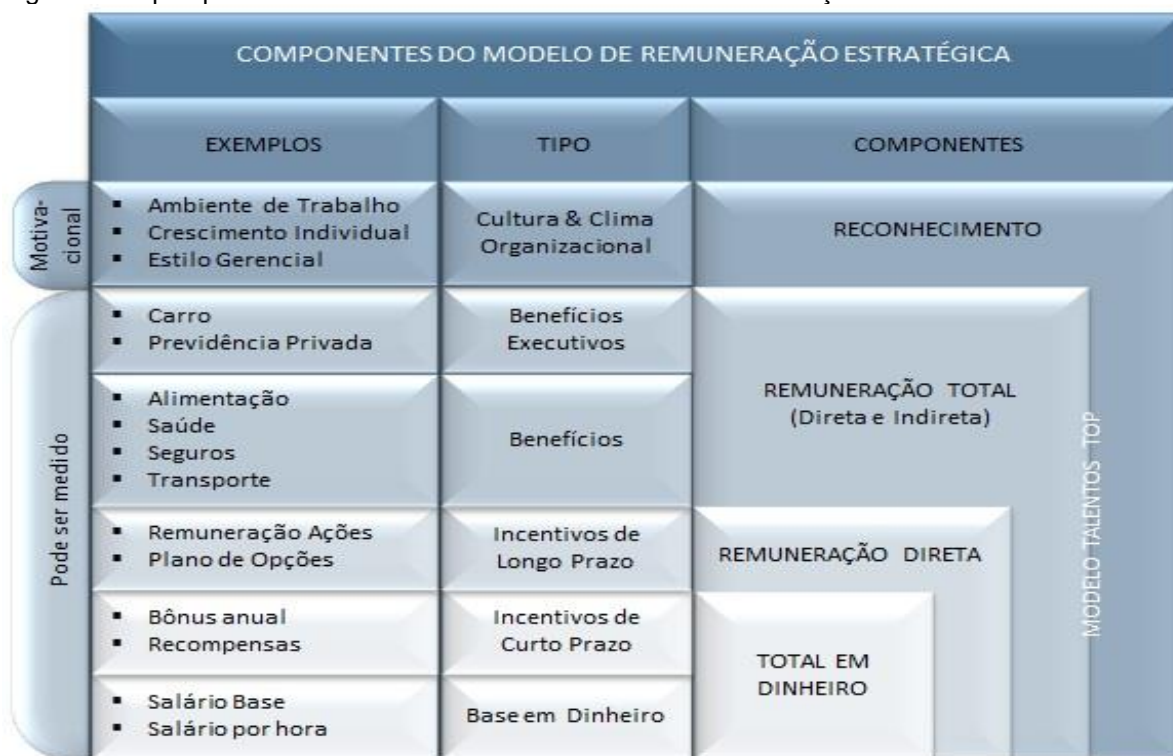 COMPONENTES DO MODELO DE REMUNERAÇÃO ESTRATÉGICA
EXEMPLOS
TIPO
COMPONENTES
Motiva-
cional
▪ Ambiente de Trabalho
▪ Crescimento Individual
▪ Estilo Gerencial
Cultura & Clima
Organizacional
RECONHECIMENTO
Pode ser medido
▪ Carro
▪ Previdência Privada
Benefícios
Executivos
▪ Alimentação
▪ Saúde
▪ Seguros
▪ Transporte
Benefícios
REMUNERAÇÃO TOTAL
(Direta e Indireta)
▪ Remuneração Ações
▪ Plano de Opções
Incentivos de
Longo Prazo
REMUNERAÇÃO DIRETA
▪ Bônus anual
▪ Recompensas
Incentivos de
Curto Prazo
▪ Salário Base
▪ Salário por hora
Base em Dinheiro
TOTAL EM
DINHEIRO
MODELO TALENTOS TOP